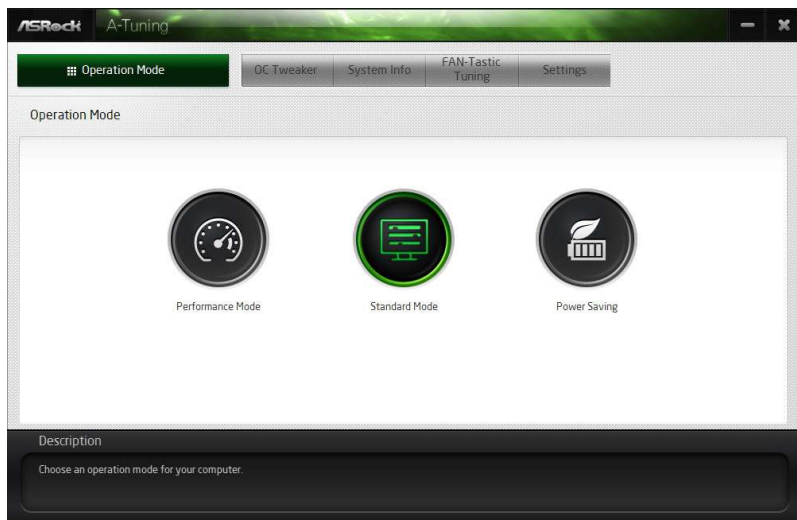 ASRock A-Tuning
Operation Mode OC Tweaker System Info FAN-Tastic
Tuning Settings
Operation Mode
Performance Mode Standard Mode Power Saving
Description
Choose an operation mode for your computer.